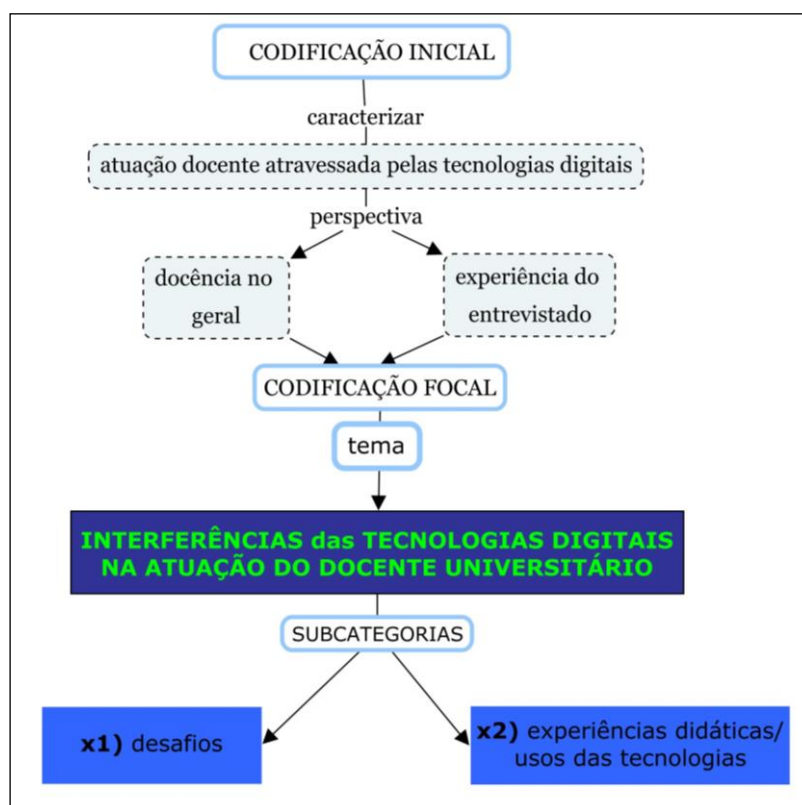 CODIFICAÇÃO INICIAL
caracterizar
atuação docente atravessada pelas tecnologias digitais
perspectiva
docência no
geral
experiência do
entrevistado
CODIFICAÇÃO FOCAL
tema
INTERFERÊNCIAS das TECNOLOGIAS DIGITAIS
NA ATUAÇÃO DO DOCENTE UNIVERSITÁRIO
SUBCATEGORIAS
x1) desafios
x2) experiências didáticas/
usos das tecnologias